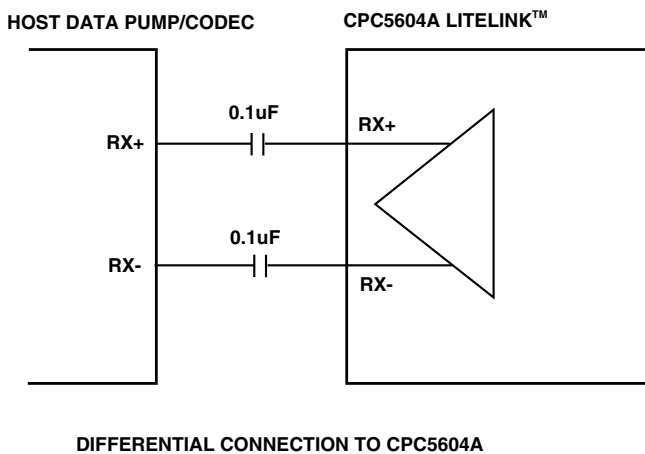 HOST DATA PUMP/CODEC
CPC5604A LITELINK™
0.1uF
RX+
RX+
0.1uF
RX-
RX-
DIFFERENTIAL CONNECTION TO CPC5604A